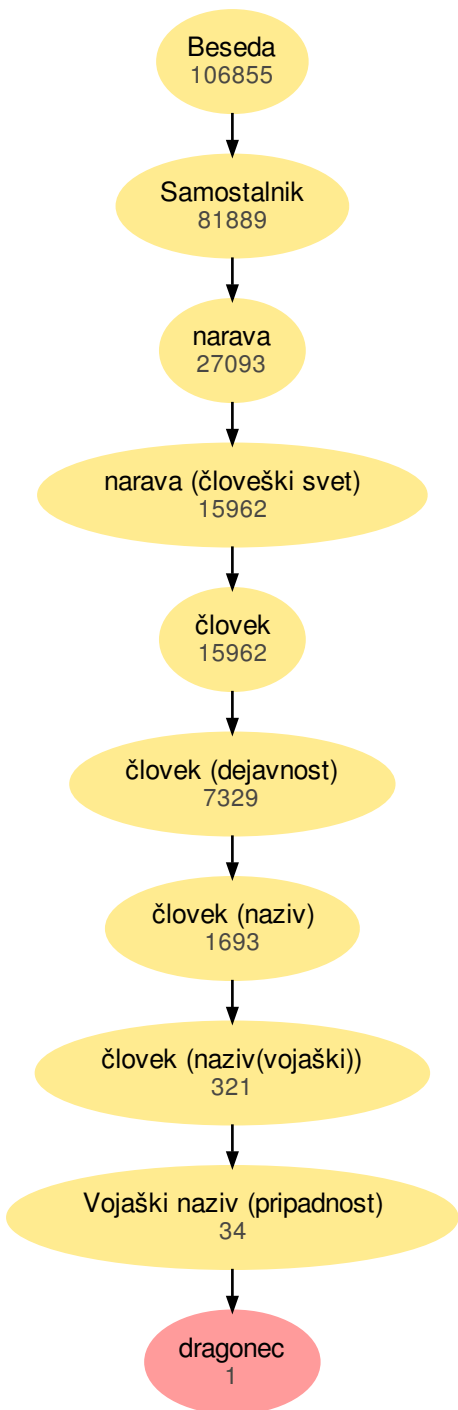 Beseda
106855
Samostalnik
81889
narava
27093
narava (človeški svet)
15962
človek
15962
človek (dejavnost)
7329
človek (naziv)
1693
človek (naziv(vojaški))
321
Vojaški naziv (pripadnost)
34
dragonec
1